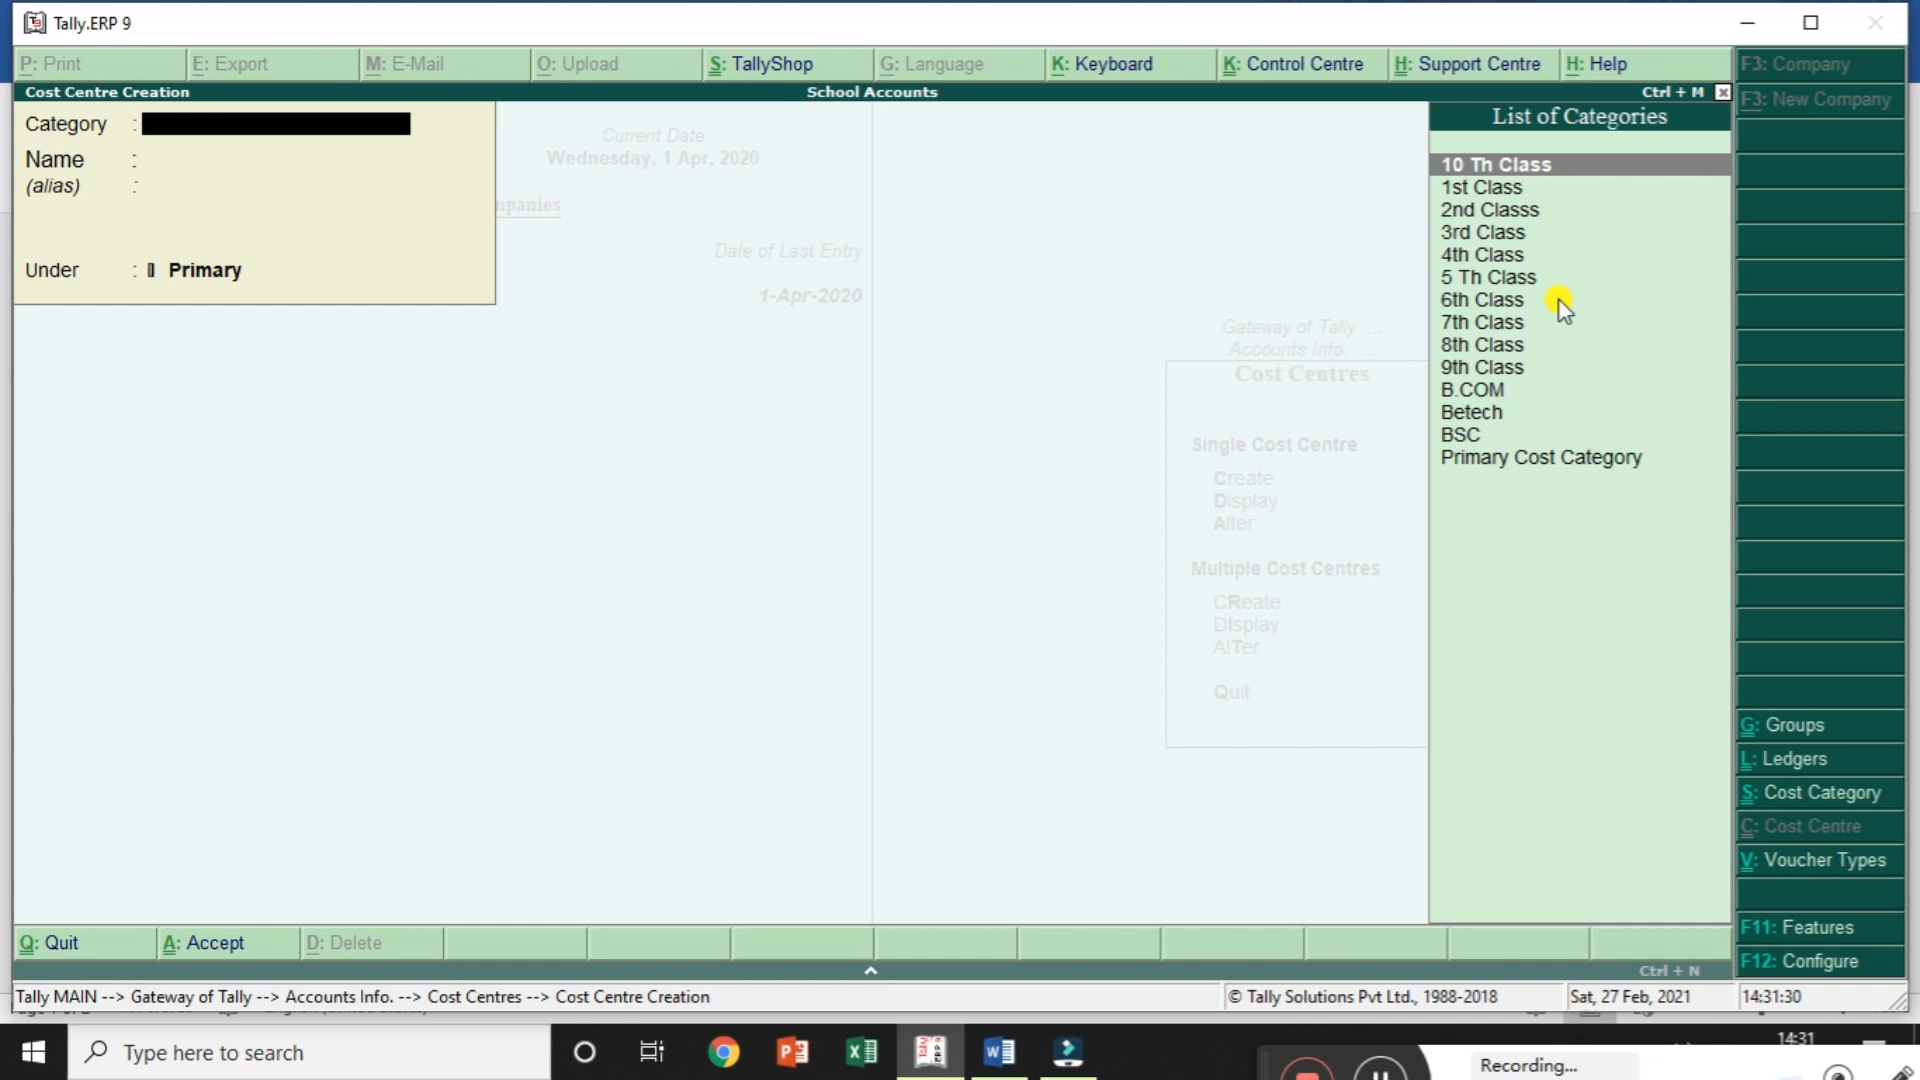 Tally.ERP 9
P: Print E: Export M: E-Mail O: Upload S: TallyShop G: Language K: Keyboard K: Control Centre H: Support Centre H: Help F3: Company
Cost Centre Creation School Accounts Ctrl + M F3: New Company
Category :
Name :
(alias) :
Under : Primary
Current Date
Wednesday, 1 Apr, 2020
mpanies
Date of Last Entry
1-Apr-2020
Gateway of Tally ....
Accounts Info. ....
Cost Centres
Single Cost Centre
Create
Display
Alter
Multiple Cost Centres
CReate
DIsplay
AlTer
Quit
List of Categories
10 Th Class
1st Class
2nd Classs
3rd Class
4th Class
5 Th Class
6th Class
7th Class
8th Class
9th Class
B.COM
Betech
BSC
Primary Cost Category
G: Groups
L: Ledgers
S: Cost Category
C: Cost Centre
V: Voucher Types
F11: Features
F12: Configure
Q: Quit A: Accept D: Delete
Ctrl + N
Tally MAIN --> Gateway of Tally --> Accounts Info. --> Cost Centres --> Cost Centre Creation © Tally Solutions Pvt Ltd., 1988-2018 Sat, 27 Feb, 2021 14:31:30
Type here to search
14:31
Recording...